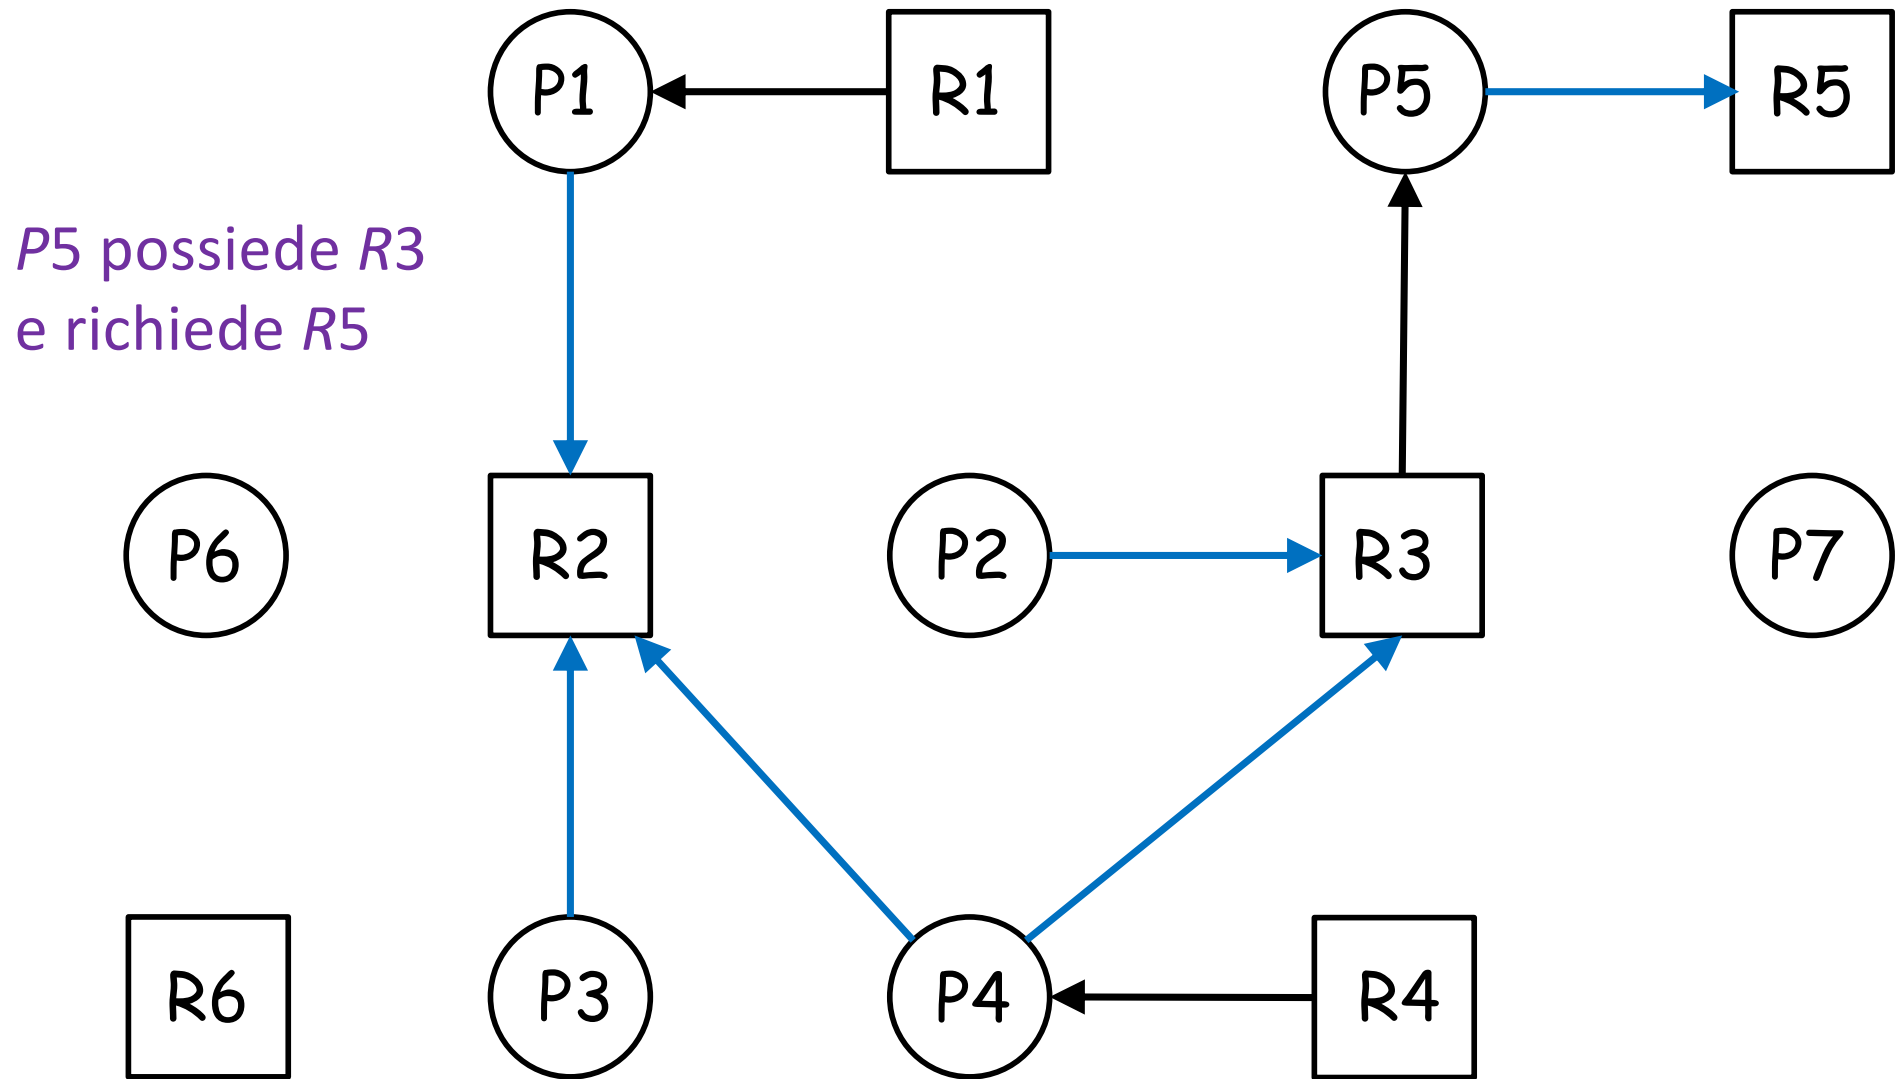 P1
R1
P5
R5
P5 possiede R3
e richiede R5
P6
R2
P2
R3
P7
R6
P3
P4
R4